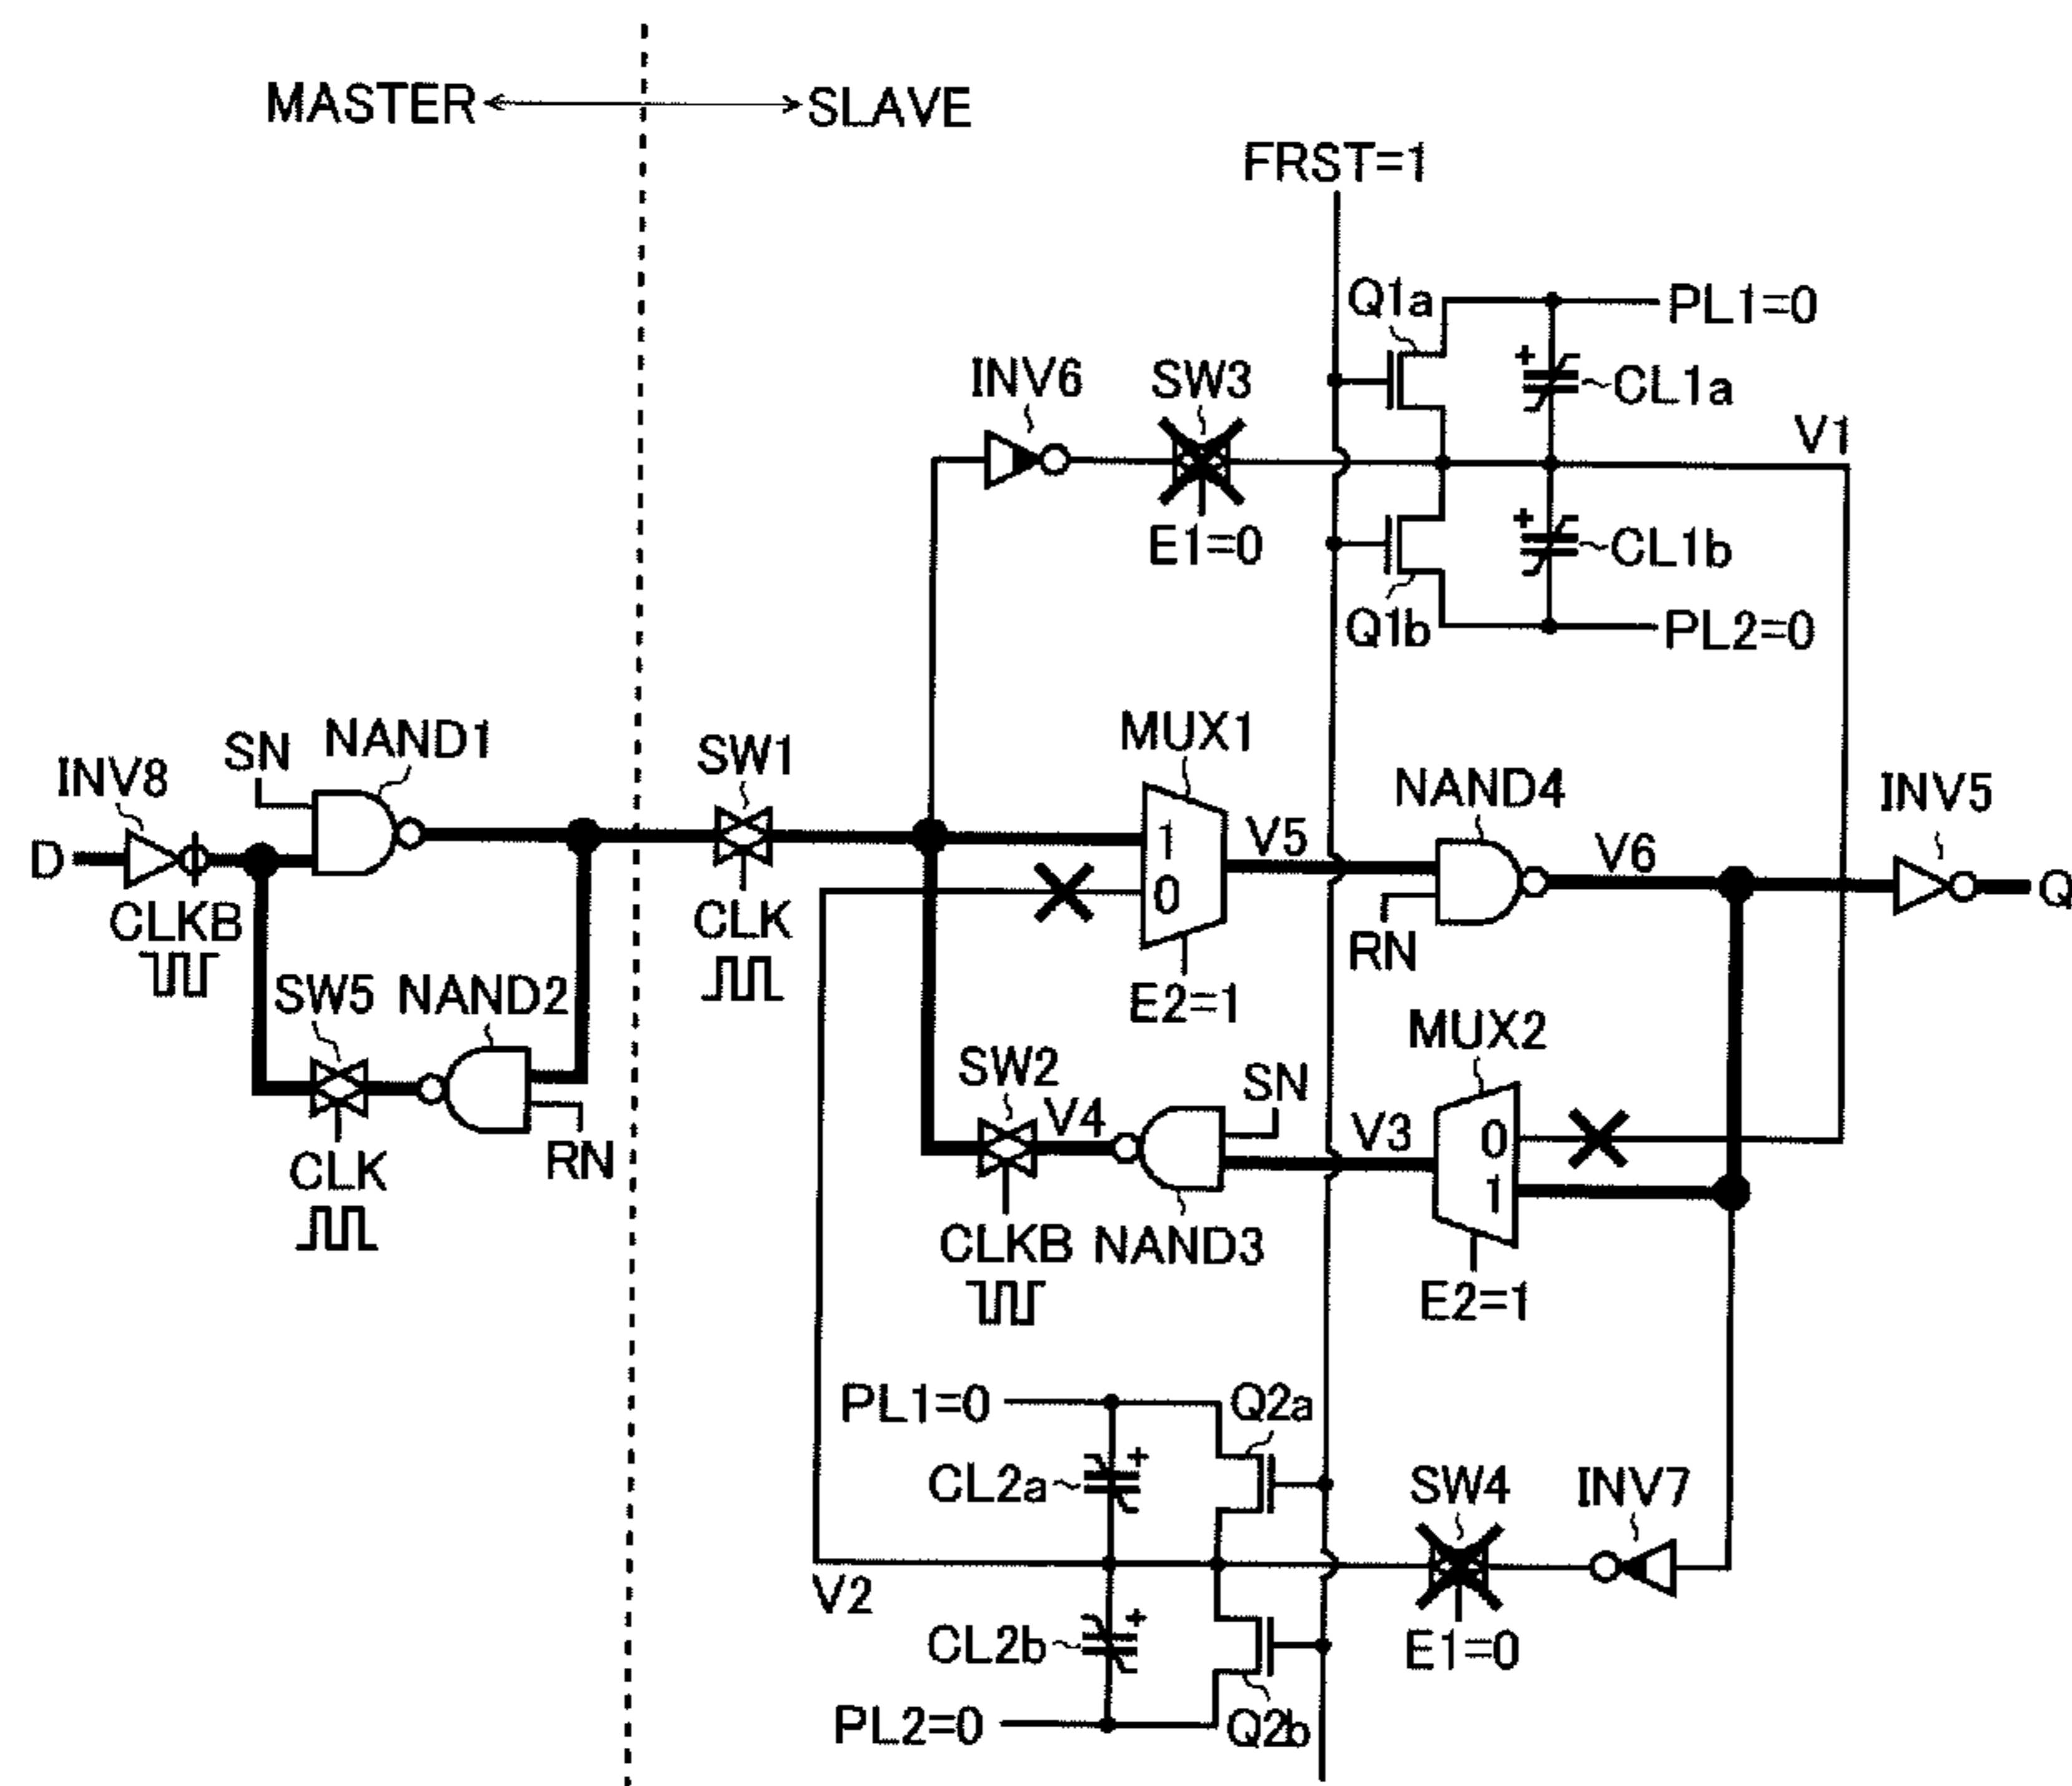 MASTER
SLAVE
FRST=1
Q1a
PL1=0
INV6
SW3
+
CL1a
V1
E1=0
+
CL1b
Q1b
PL2=0
MUX1
NAND1
SN
SW1
INV8
NAND4
INV5
1
V5
V6
D
0
Q
CLKB
CLK
RN
SW5
NAND2
E2=1
MUX2
SW2
SN
V4
V3
0
RN
CLK
1
CLKB
NAND3
E2=1
PL1=0
Q2a
+
CL2a
SW4
INV7
V2
+
CL2b
E1=0
PL2=0
Q2b